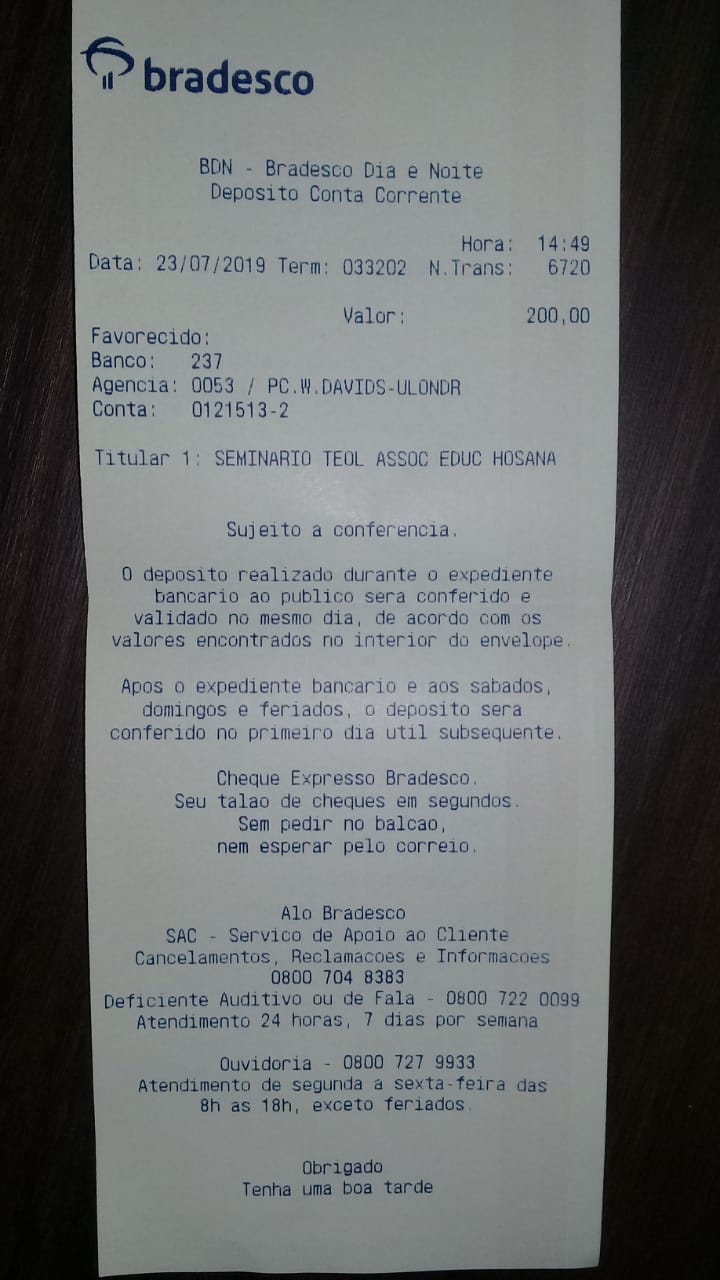 bradesco
BDN - Bradesco Dia e Noite
Deposito Conta Corrente
Hora: 14:49
Data: 23/07/2019 Term: 033202 N.Trans: 6720
Valor: 200,00
Favorecido:
Banco: 237
Agencia: 0053 / PC.W.DAVIDS-ULONDR
Conta: 0121513-2
Titular 1: SEMINARIO TEOL ASSOC EDUC HOSANA
Sujeito a conferencia.
O deposito realizado durante o expediente
bancario ao publico sera conferido e
validado no mesmo dia, de acordo com os
valores encontrados no interior do envelope.
Apos o expediente bancario e aos sabados,
domingos e feriados, o deposito sera
conferido no primeiro dia util subsequente.
Cheque Expresso Bradesco.
Seu talao de cheques em segundos.
Sem pedir no balcao,
nem esperar pelo correio.
Alo Bradesco
SAC - Servico de Apoio ao Cliente
Cancelamentos, Reclamacoes e Informacoes
0800 704 8383
Deficiente Auditivo ou de Fala - 0800 722 0099
Atendimento 24 horas, 7 dias por semana
Ouvidoria - 0800 727 9933
Atendimento de segunda a sexta-feira das
8h as 18h, exceto feriados.
Obrigado
Tenha uma boa tarde